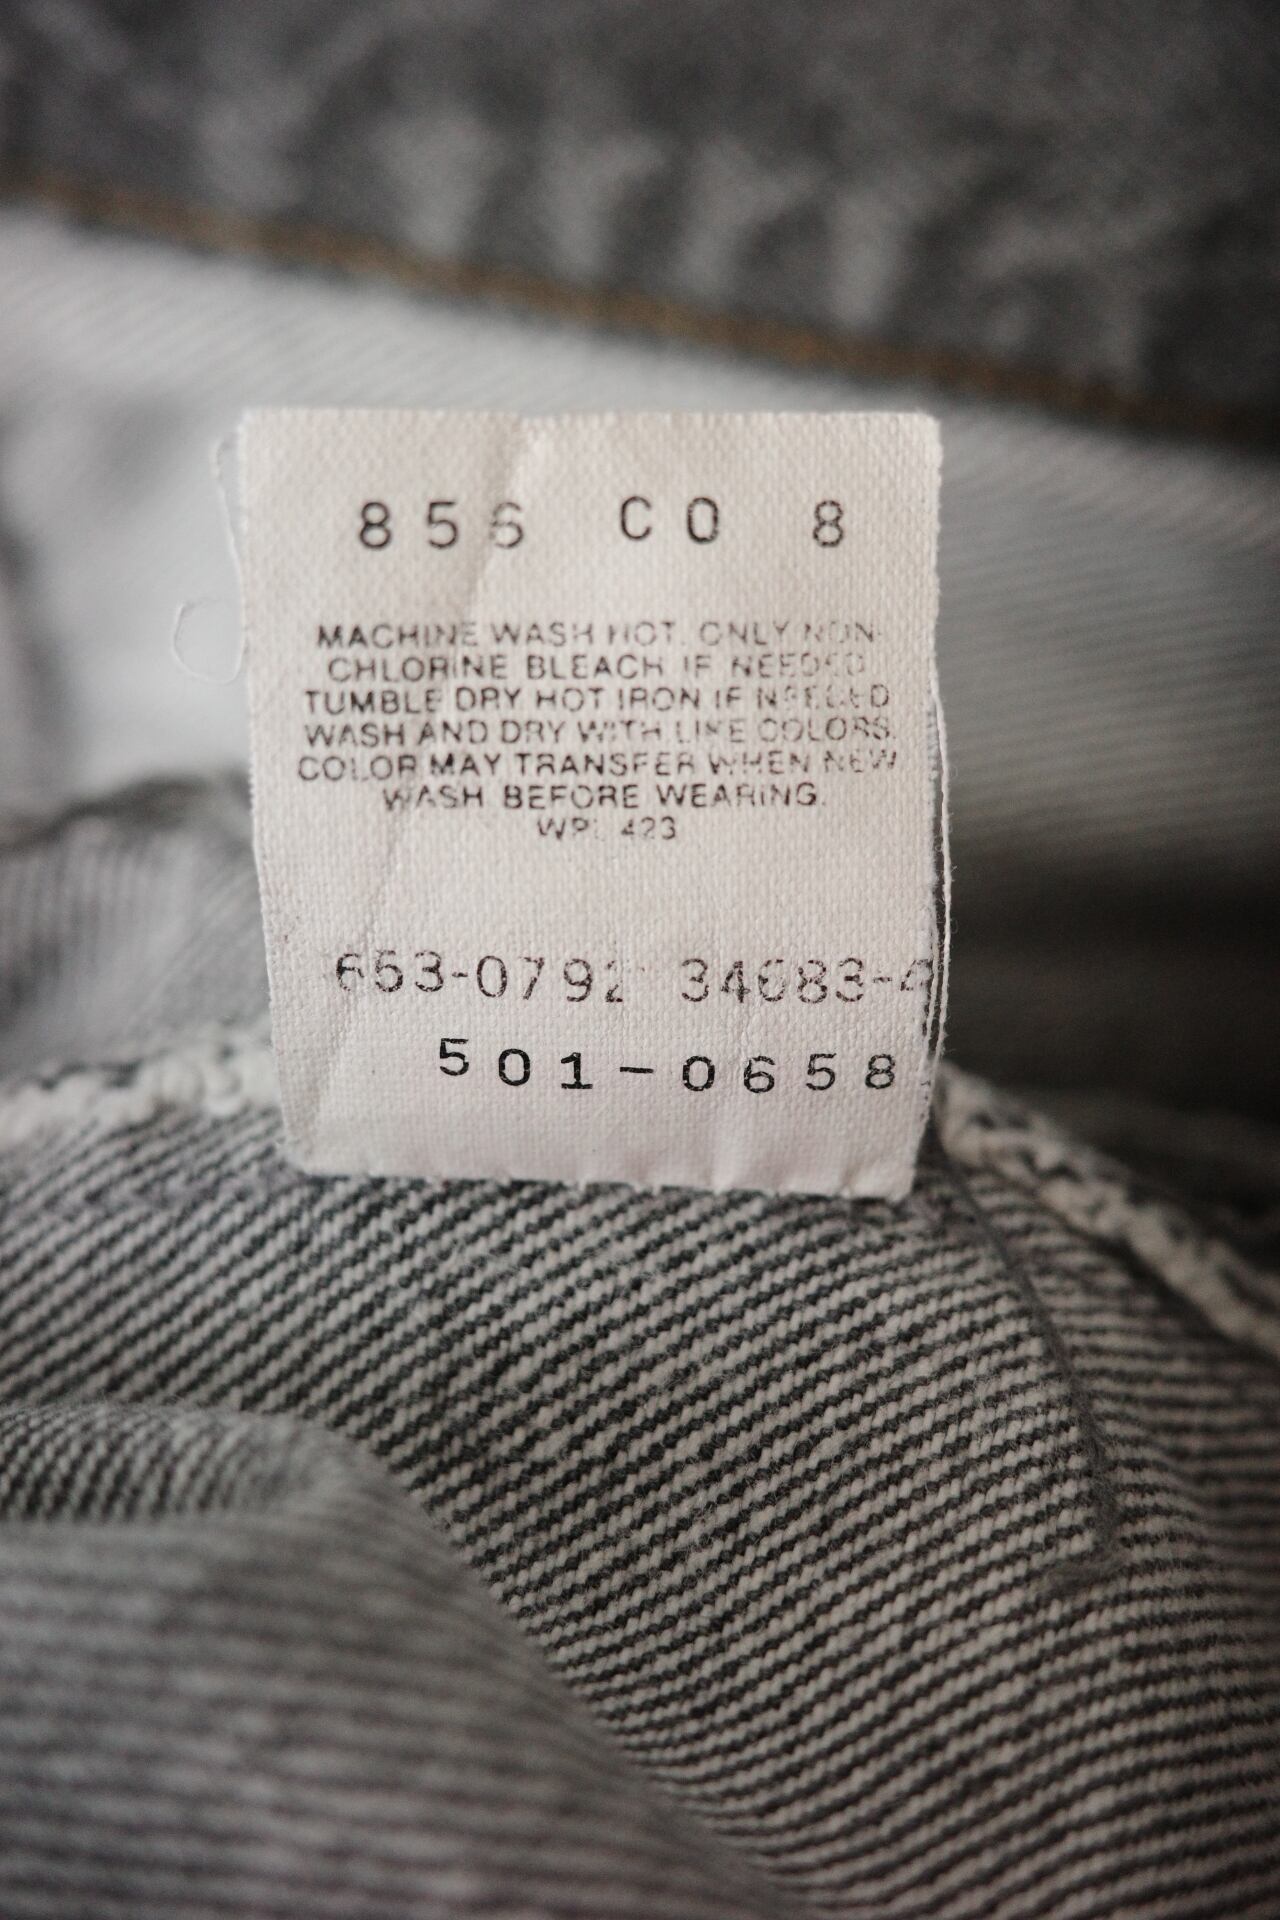 856 CO 8
MACHINE WASH HOT. ONLY NON-
CHLORINE BLEACH IF NEEDED
TUMBLE DRY HOT IRON IF NEEDED
WASH AND DRY WITH LIKE COLORS.
COLOR MAY TRANSFER WHEN NEW
WASH BEFORE WEARING.
WPL 423
653-0792 34683-4
501-0658